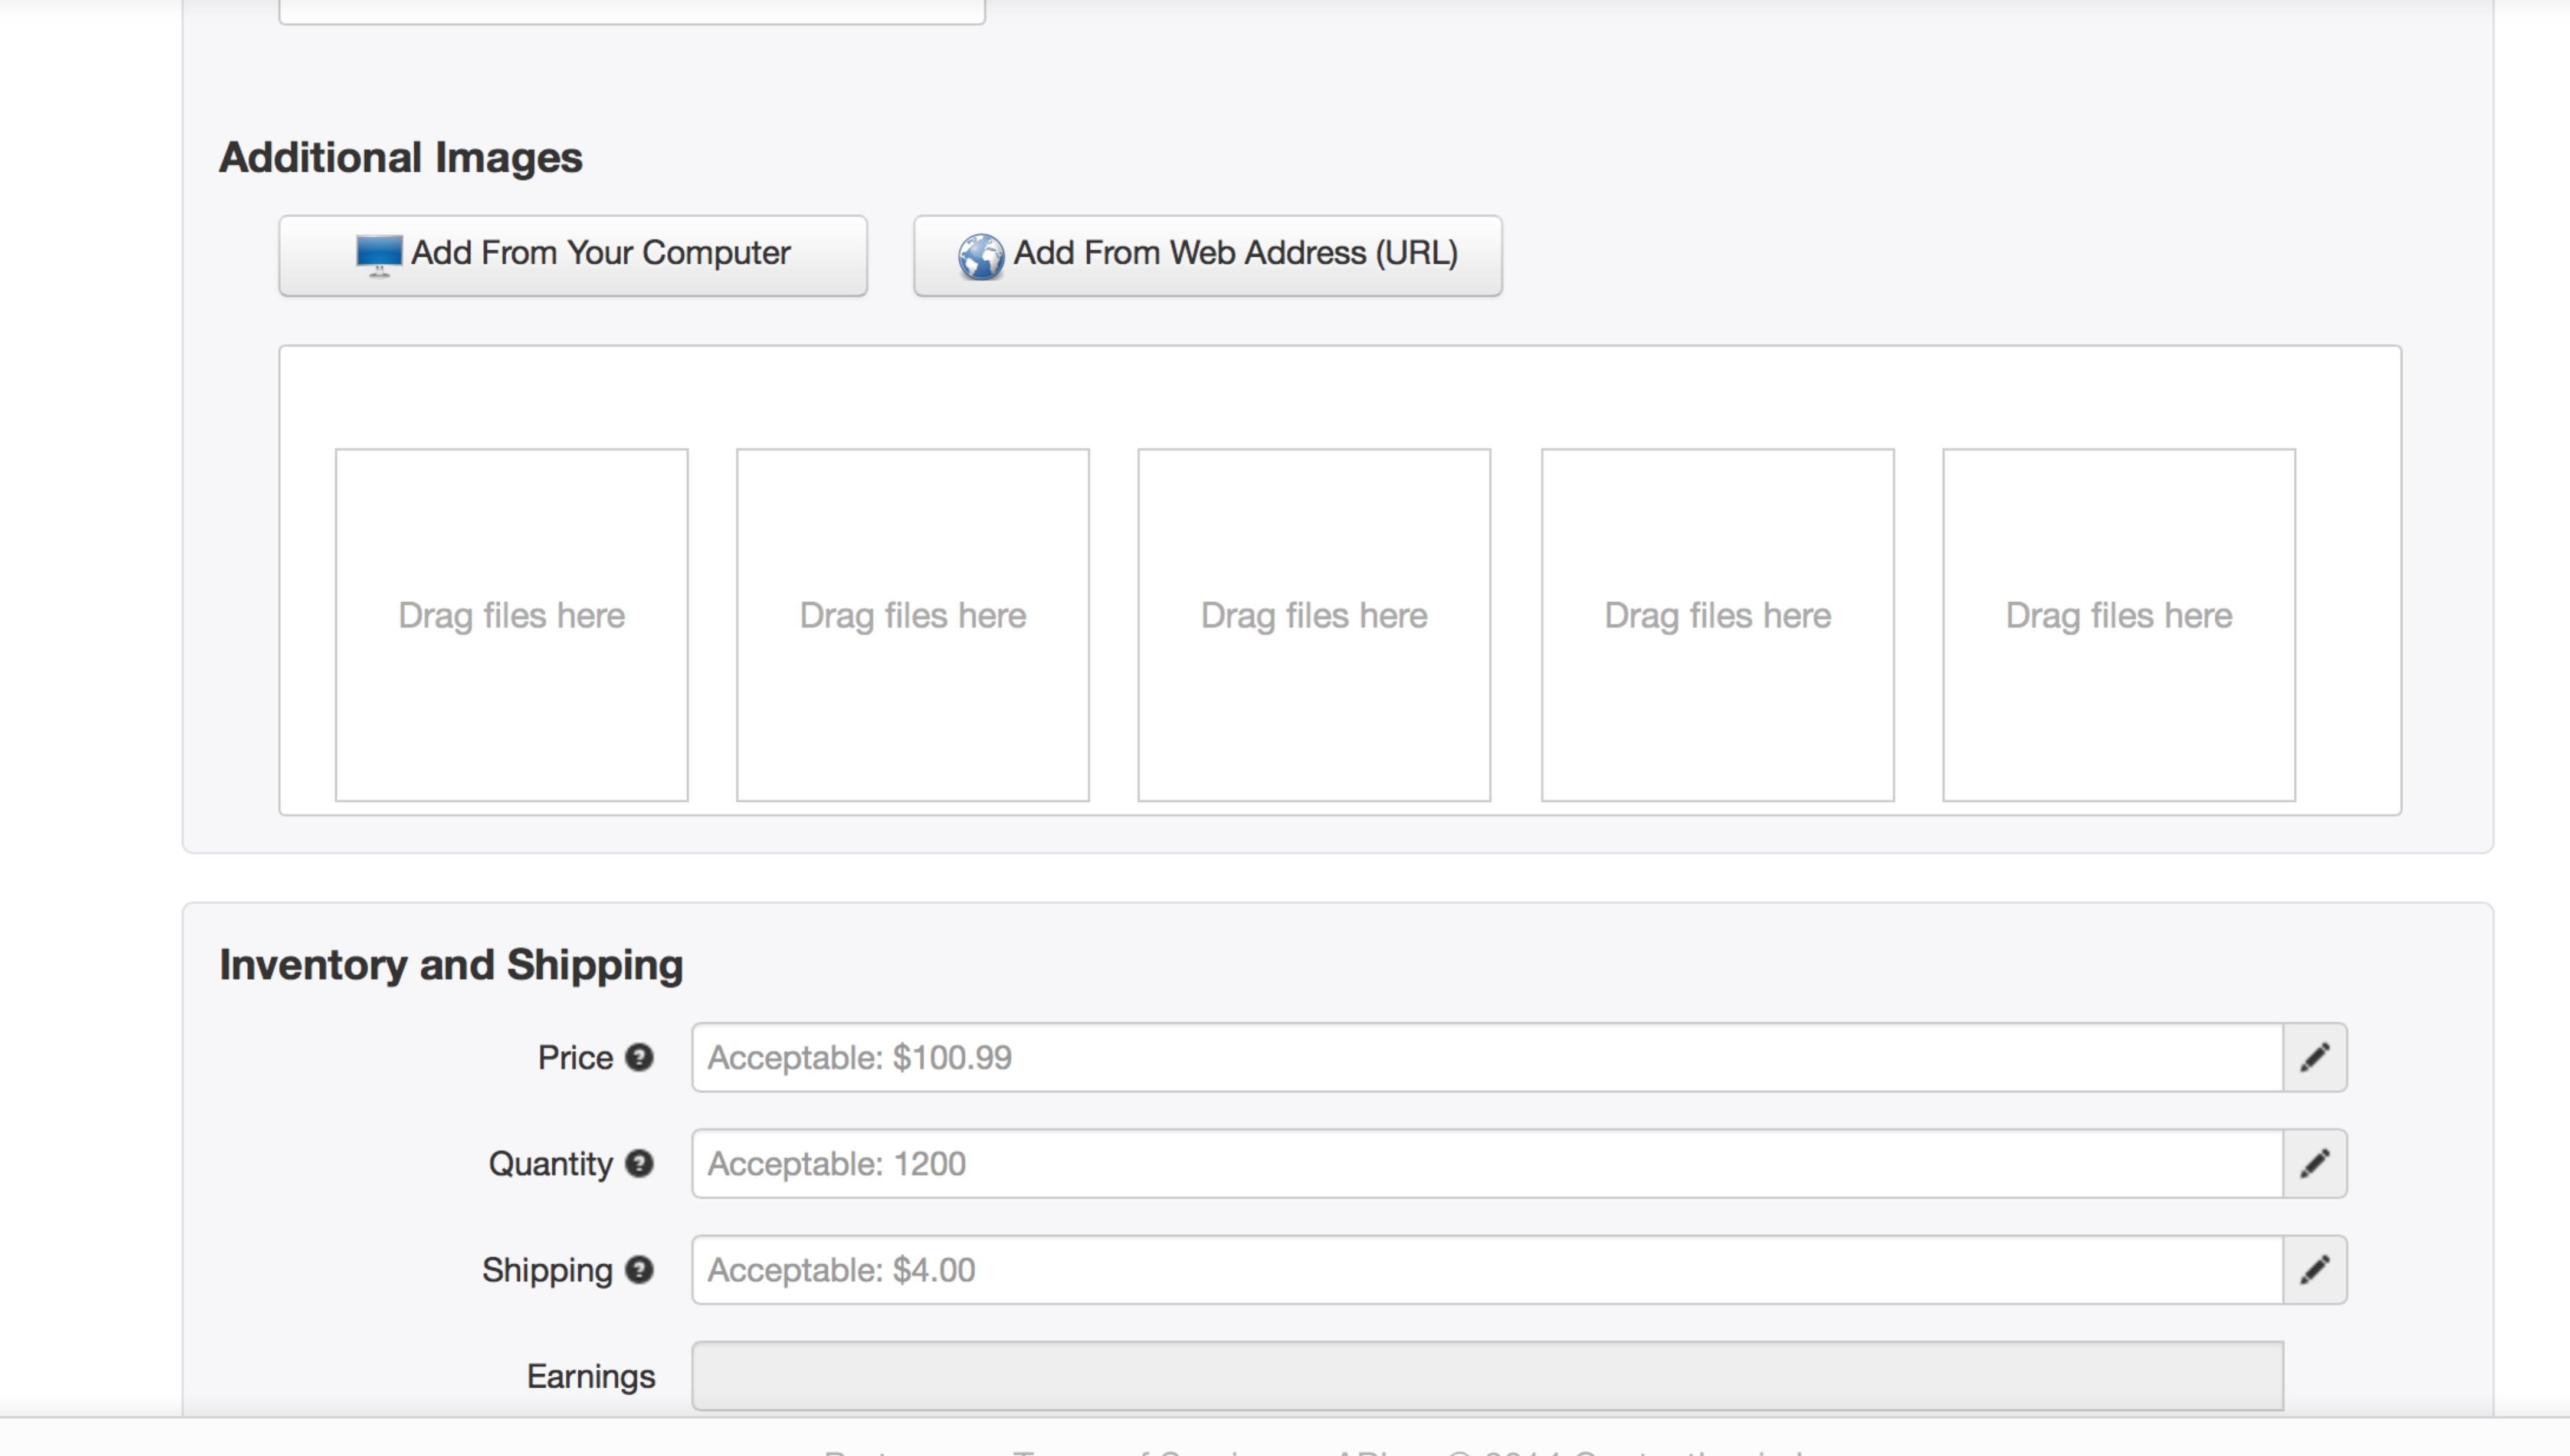 Additional Images
Add From Your Computer
Add From Web Address (URL)
Drag files here
Drag files here
Drag files here
Drag files here
Drag files here
Inventory and Shipping
Price
Acceptable: $100.99
Quantity
Acceptable: 1200
Shipping
Acceptable: $4.00
Earnings